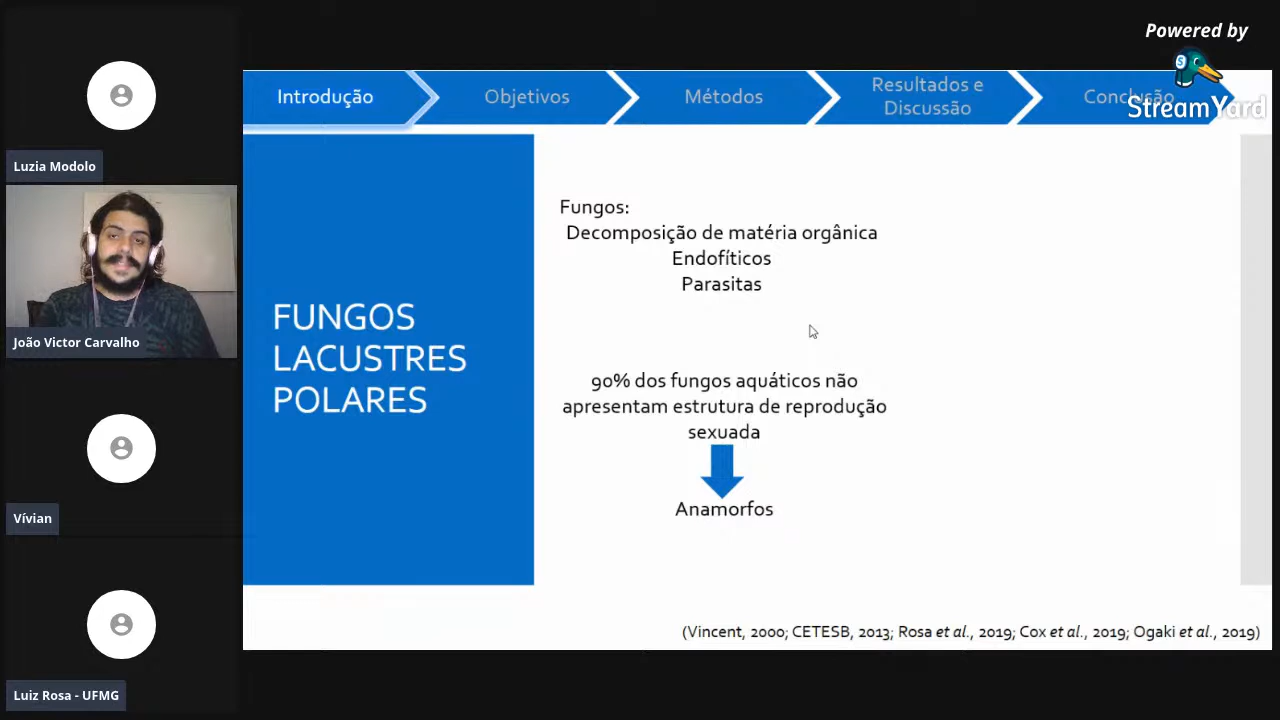 Powered by
StreamYard
Introdução
Objetivos
Métodos
Resultados e
Discussão
Conclusão
Luzia Modolo
João Victor Carvalho
Vívian
Luiz Rosa - UFMG
FUNGOS
LACUSTRES
POLARES
Fungos:
Decomposição de matéria orgânica
Endofíticos
Parasitas
90% dos fungos aquáticos não
apresentam estrutura de reprodução
sexuada
Anamorfos
(Vincent, 2000; CETESB, 2013; Rosa et al., 2019; Cox et al., 2019; Ogaki et al., 2019)